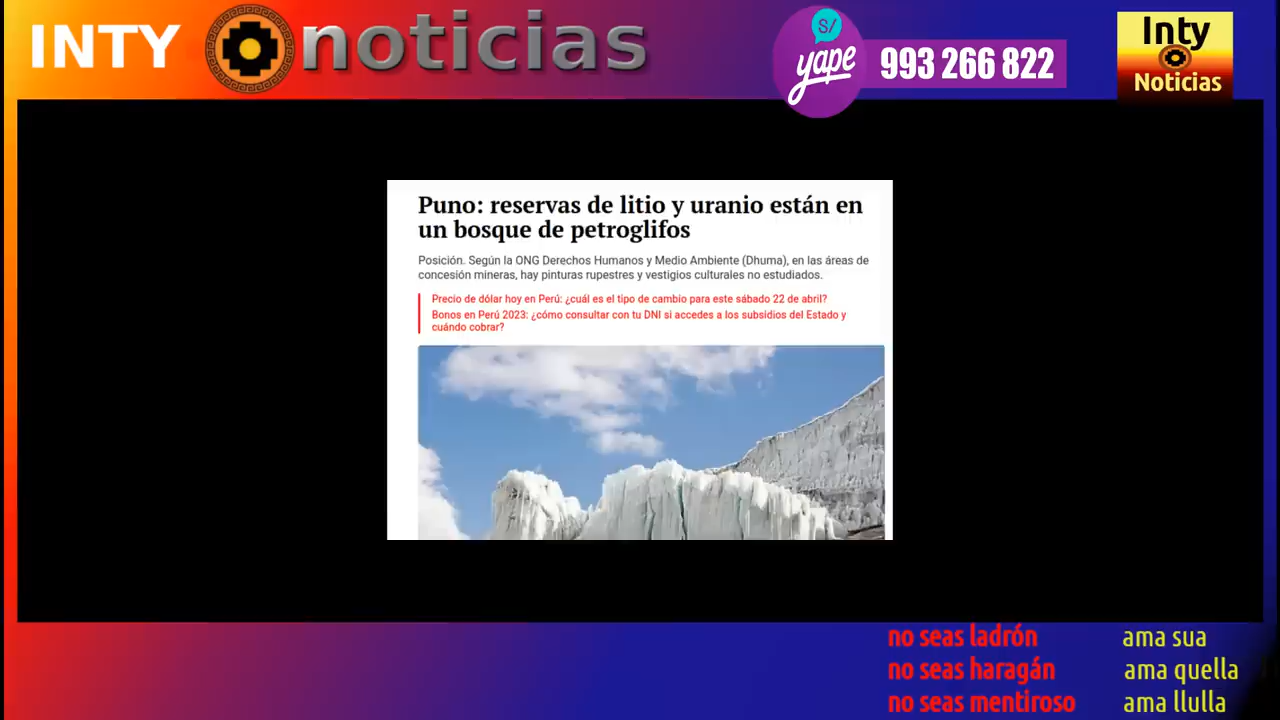 INTY noticias
S/
yape
993 266 822
Inty
Noticias
Puno: reservas de litio y uranio están en
un bosque de petroglifos
Posición. Según la ONG Derechos Humanos y Medio Ambiente (Dhuma), en las áreas de
concesión mineras, hay pinturas rupestres y vestigios culturales no estudiados.
Precio de dólar hoy en Perú: ¿cuál es el tipo de cambio para este sábado 22 de abril?
Bonos en Perú 2023: ¿cómo consultar con tu DNI si accedes a los subsidios del Estado y
cuándo cobrar?
no seas ladrón ama sua
no seas haragán ama quella
no seas mentiroso ama llulla